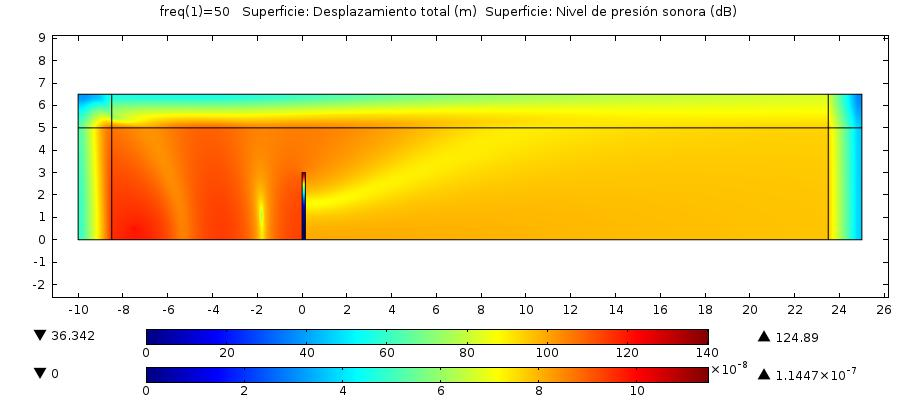 freq(1)=50 Superficie: Desplazamiento total (m) Superficie: Nivel de presión sonora (dB)
9
8
7
6
5
4
3
2
1
0
-1
-2
-10 -8 -6 -4 -2 0 2 4 6 8 10 12 14 16 18 20 22 24 26
▼ 36.342 ▲ 124.89
0 20 40 60 80 100 120 140
▼ 0 ×10⁻⁸ ▲ 1.1447×10⁻⁷
0 2 4 6 8 10